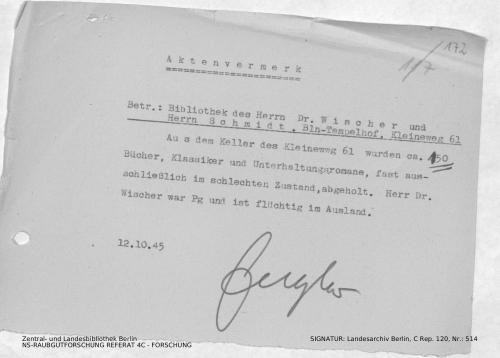 172
1/7
Aktenvermerk
Betr.: Bibliothek des Herrn Dr. Wischer und
Herrn Schmidt, Bln-Tempelhof, Kleineweg 61
Aus dem Keller des Kleineweg 61 wurden ca. 150
Bücher, Klassiker und Unterhaltungsromane, fast aus-
schließlich im schlechten Zustand, abgeholt. Herr Dr.
Wischer war Pg und ist flüchtig im Ausland.
12.10.45
Zentral- und Landesbibliothek Berlin
NS-RAUBGUTFORSCHUNG REFERAT 4C - FORSCHUNG
SIGNATUR: Landesarchiv Berlin, C Rep. 120, Nr.: 514